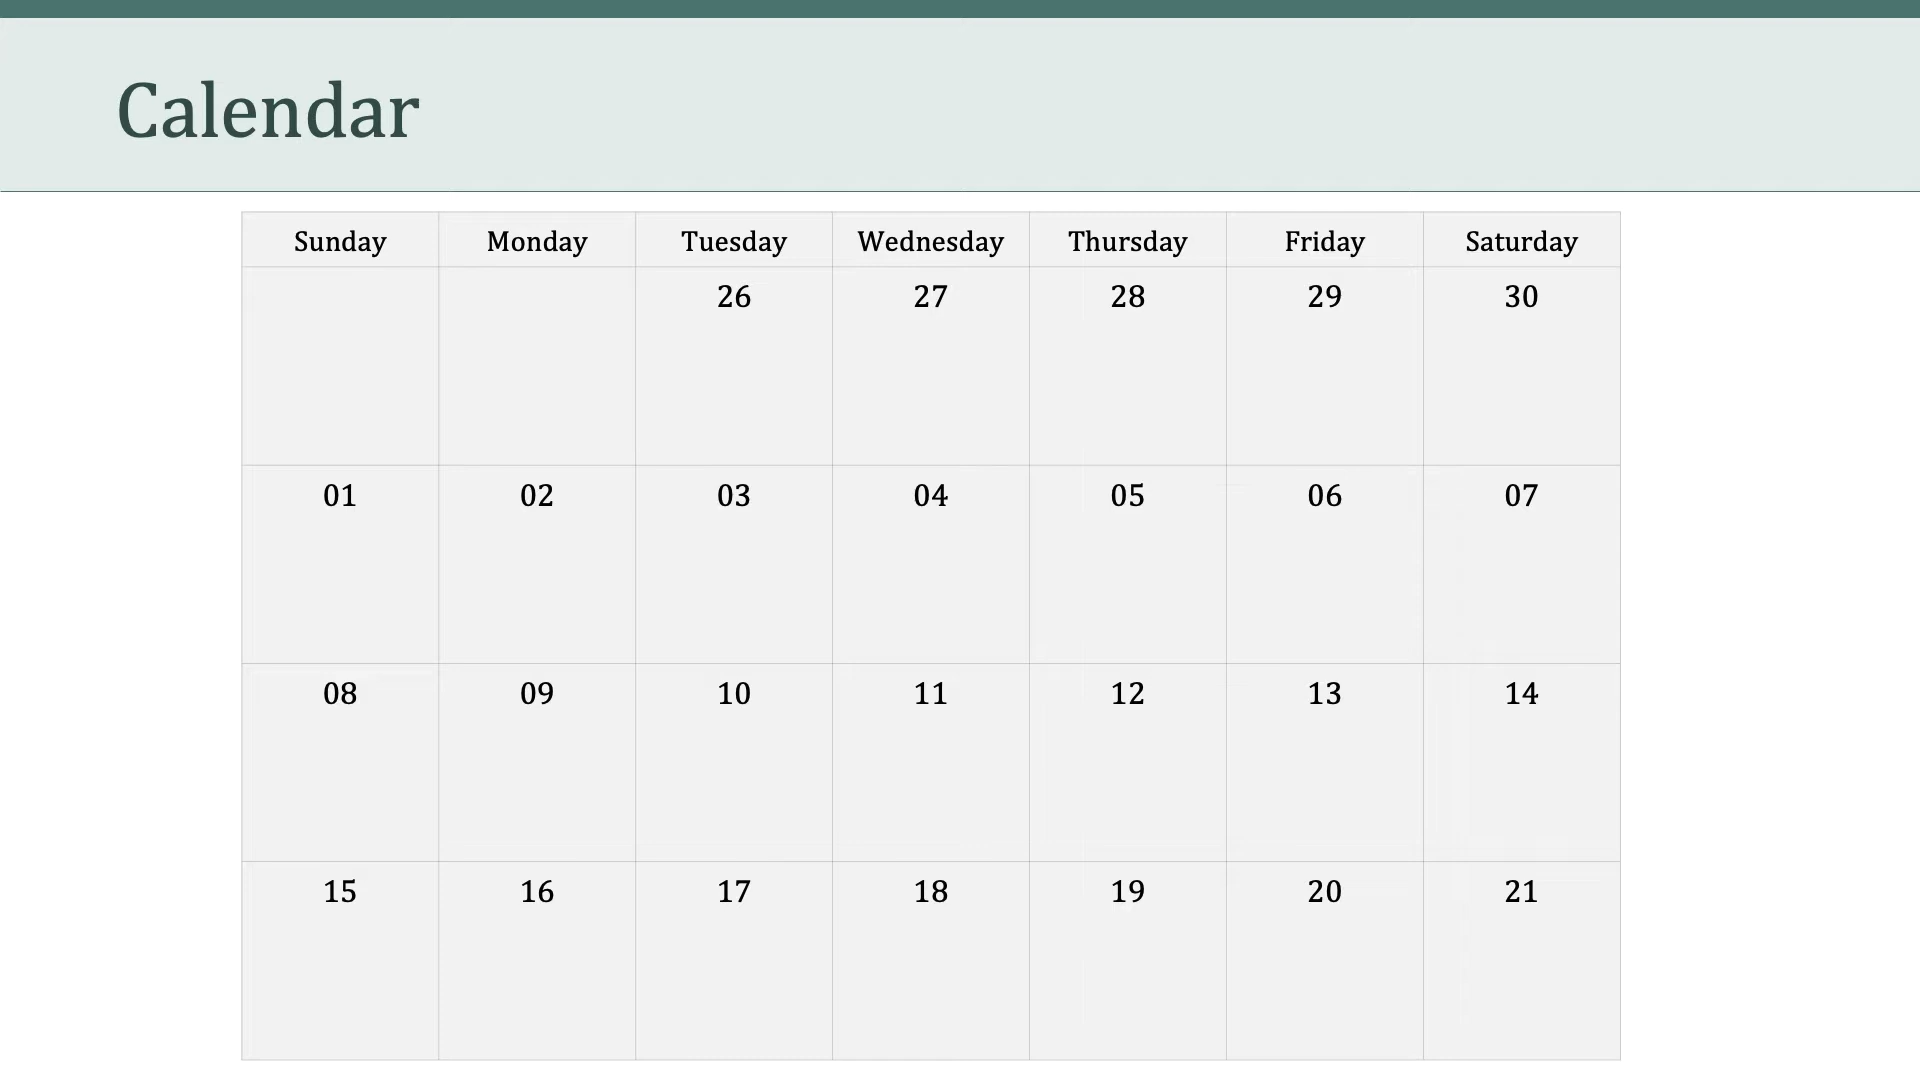 Calendar
Sunday Monday Tuesday Wednesday Thursday Friday Saturday
26 27 28 29 30
01 02 03 04 05 06 07
08 09 10 11 12 13 14
15 16 17 18 19 20 21